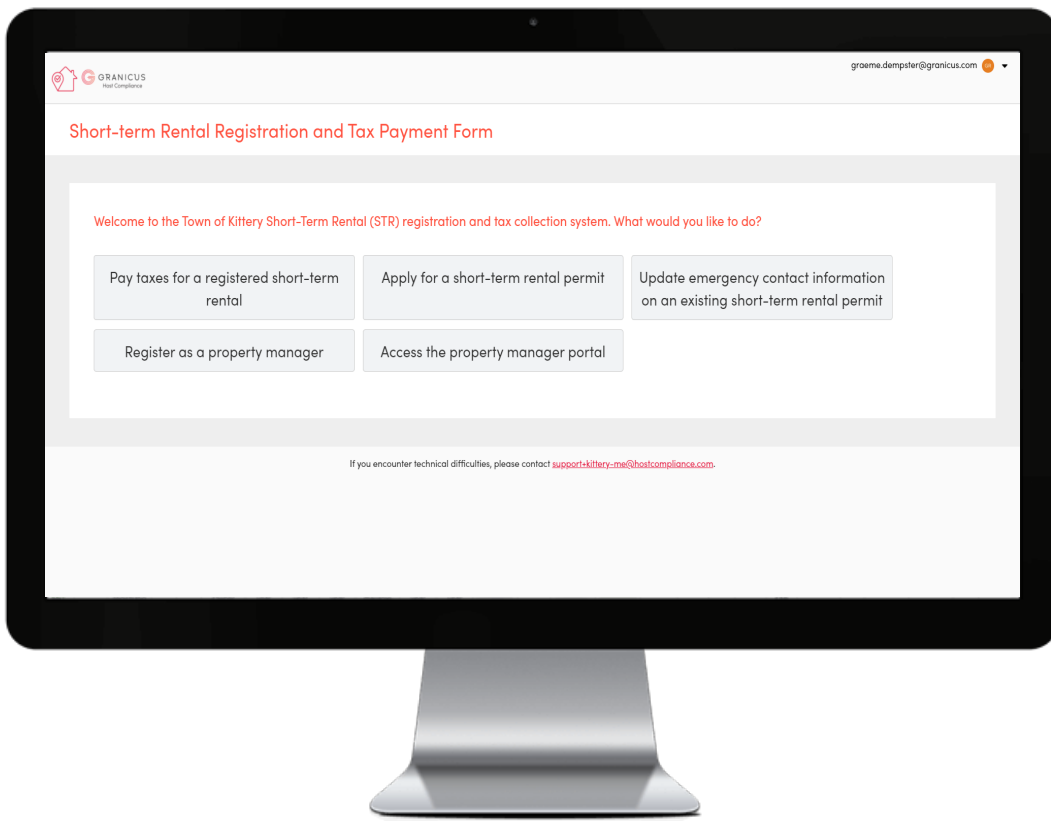 graeme.dempster@granicus.com
GRANICUS
Host Compliance
Short-term Rental Registration and Tax Payment Form
Welcome to the Town of Kittery Short-Term Rental (STR) registration and tax collection system. What would you like to do?
Pay taxes for a registered short-term
rental
Apply for a short-term rental permit
Update emergency contact information
on an existing short-term rental permit
Register as a property manager
Access the property manager portal
If you encounter technical difficulties, please contact support+kittery-me@hostcompliance.com.